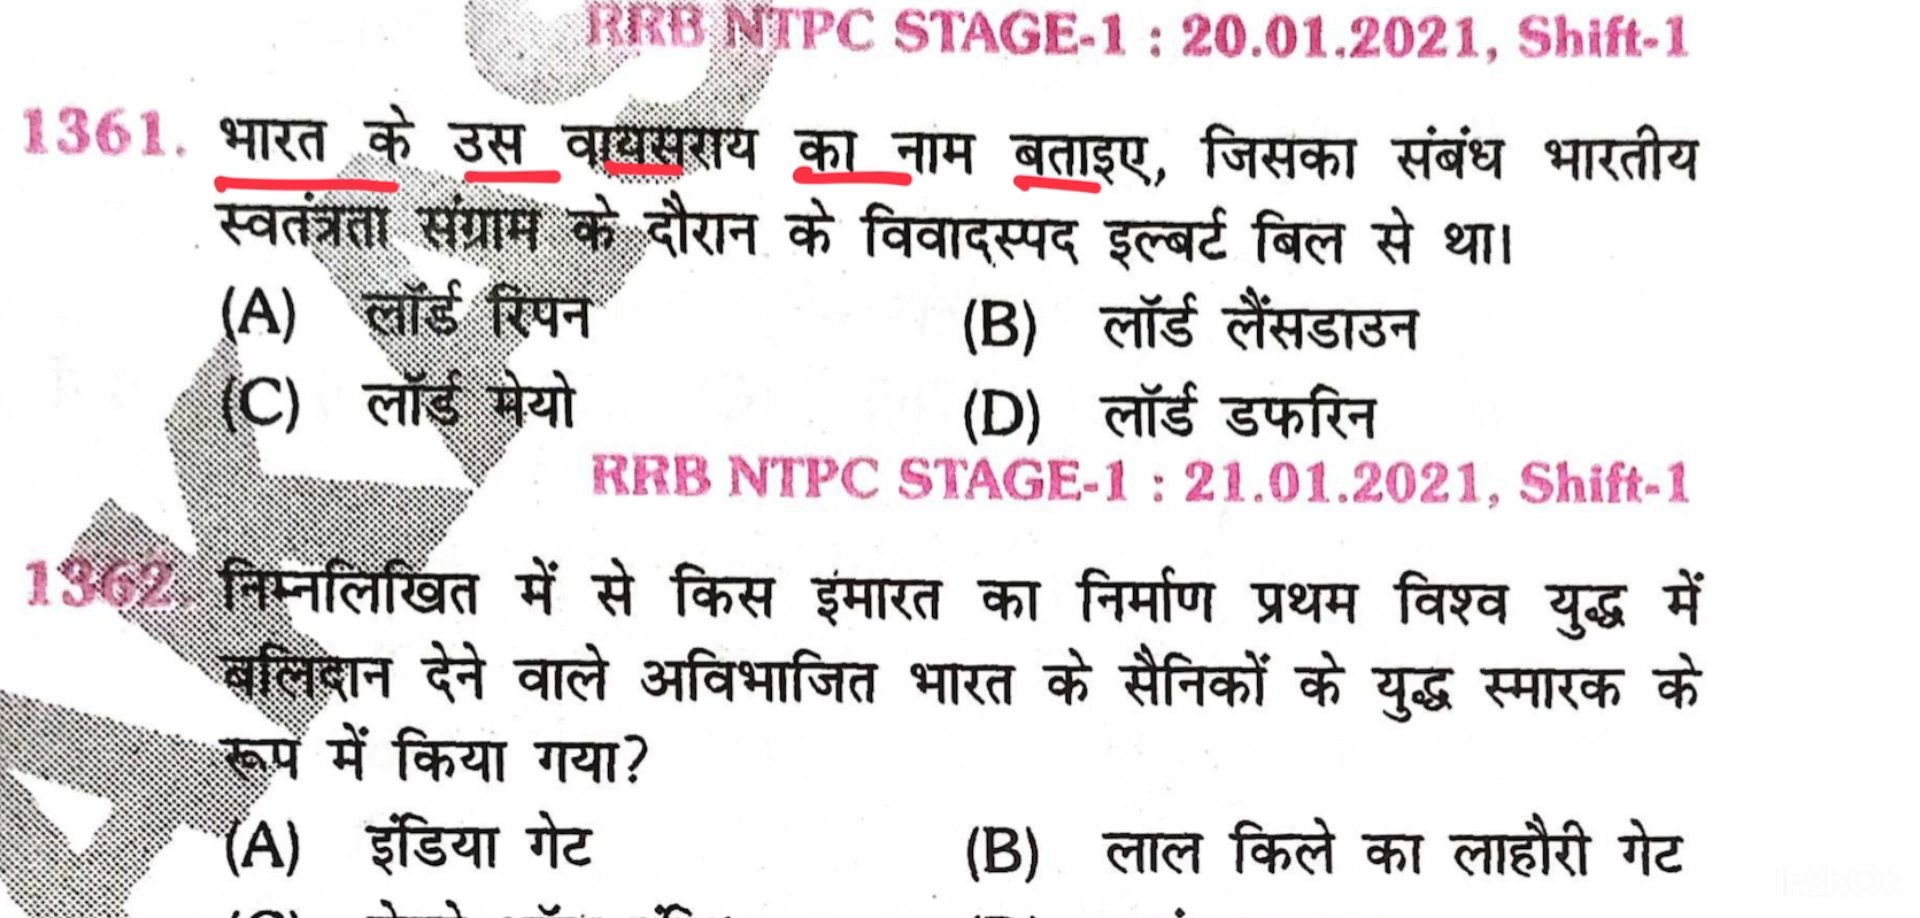 RRB NTPC STAGE-1 : 20.01.2021, Shift-1
1361. भारत के उस वायसराय का नाम बताइए, जिसका संबंध भारतीय
स्वतंत्रता संग्राम के दौरान के विवादस्पद इल्बर्ट बिल से था।
(A) लॉर्ड रिपन (B) लॉर्ड लैंसडाउन
(C) लॉर्ड मेयो (D) लॉर्ड डफरिन
RRB NTPC STAGE-1 : 21.01.2021, Shift-1
1362. निम्नलिखित में से किस इमारत का निर्माण प्रथम विश्व युद्ध में
बलिदान देने वाले अविभाजित भारत के सैनिकों के युद्ध स्मारक के
रूप में किया गया?
(A) इंडिया गेट (B) लाल किले का लाहौरी गेट